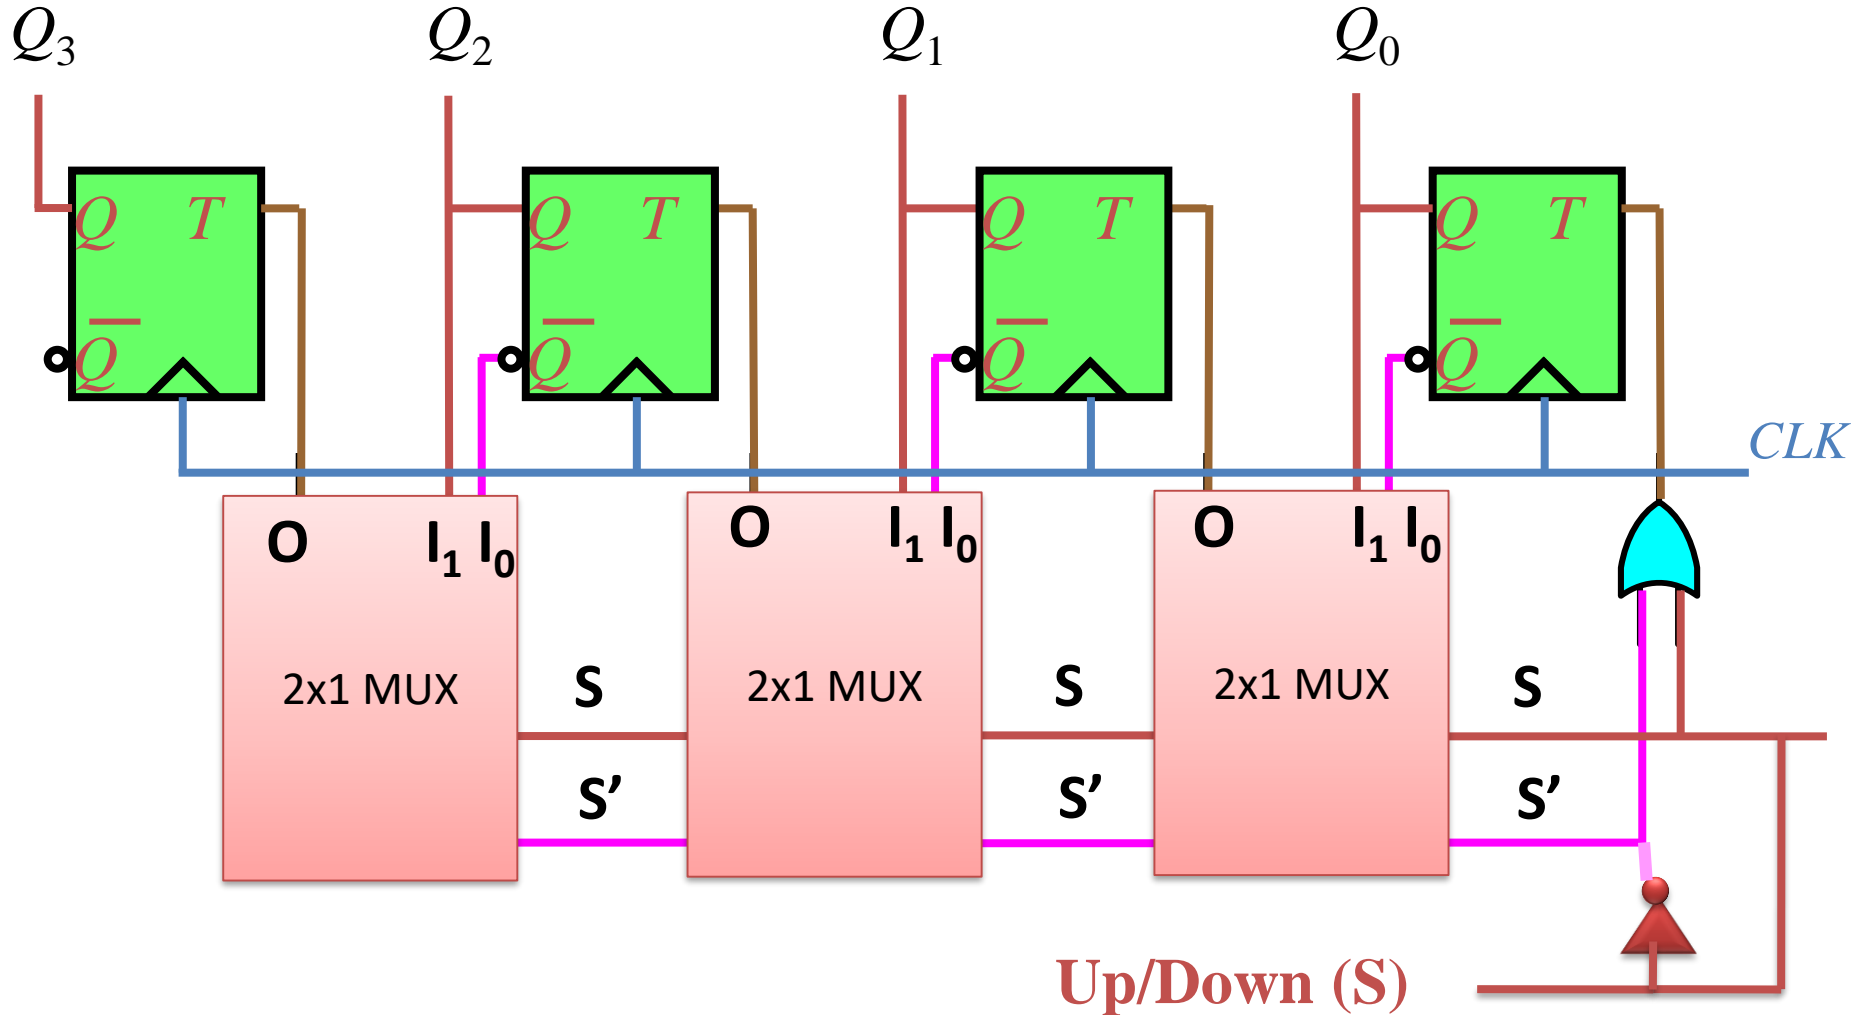 Q3 Q2 Q1 Q0
Q T Q T Q T Q T
Q̅ Q̅ Q̅ Q̅
CLK
O I1 I0 O I1 I0 O I1 I0
2x1 MUX S 2x1 MUX S 2x1 MUX S
S’ S’ S’
Up/Down (S)